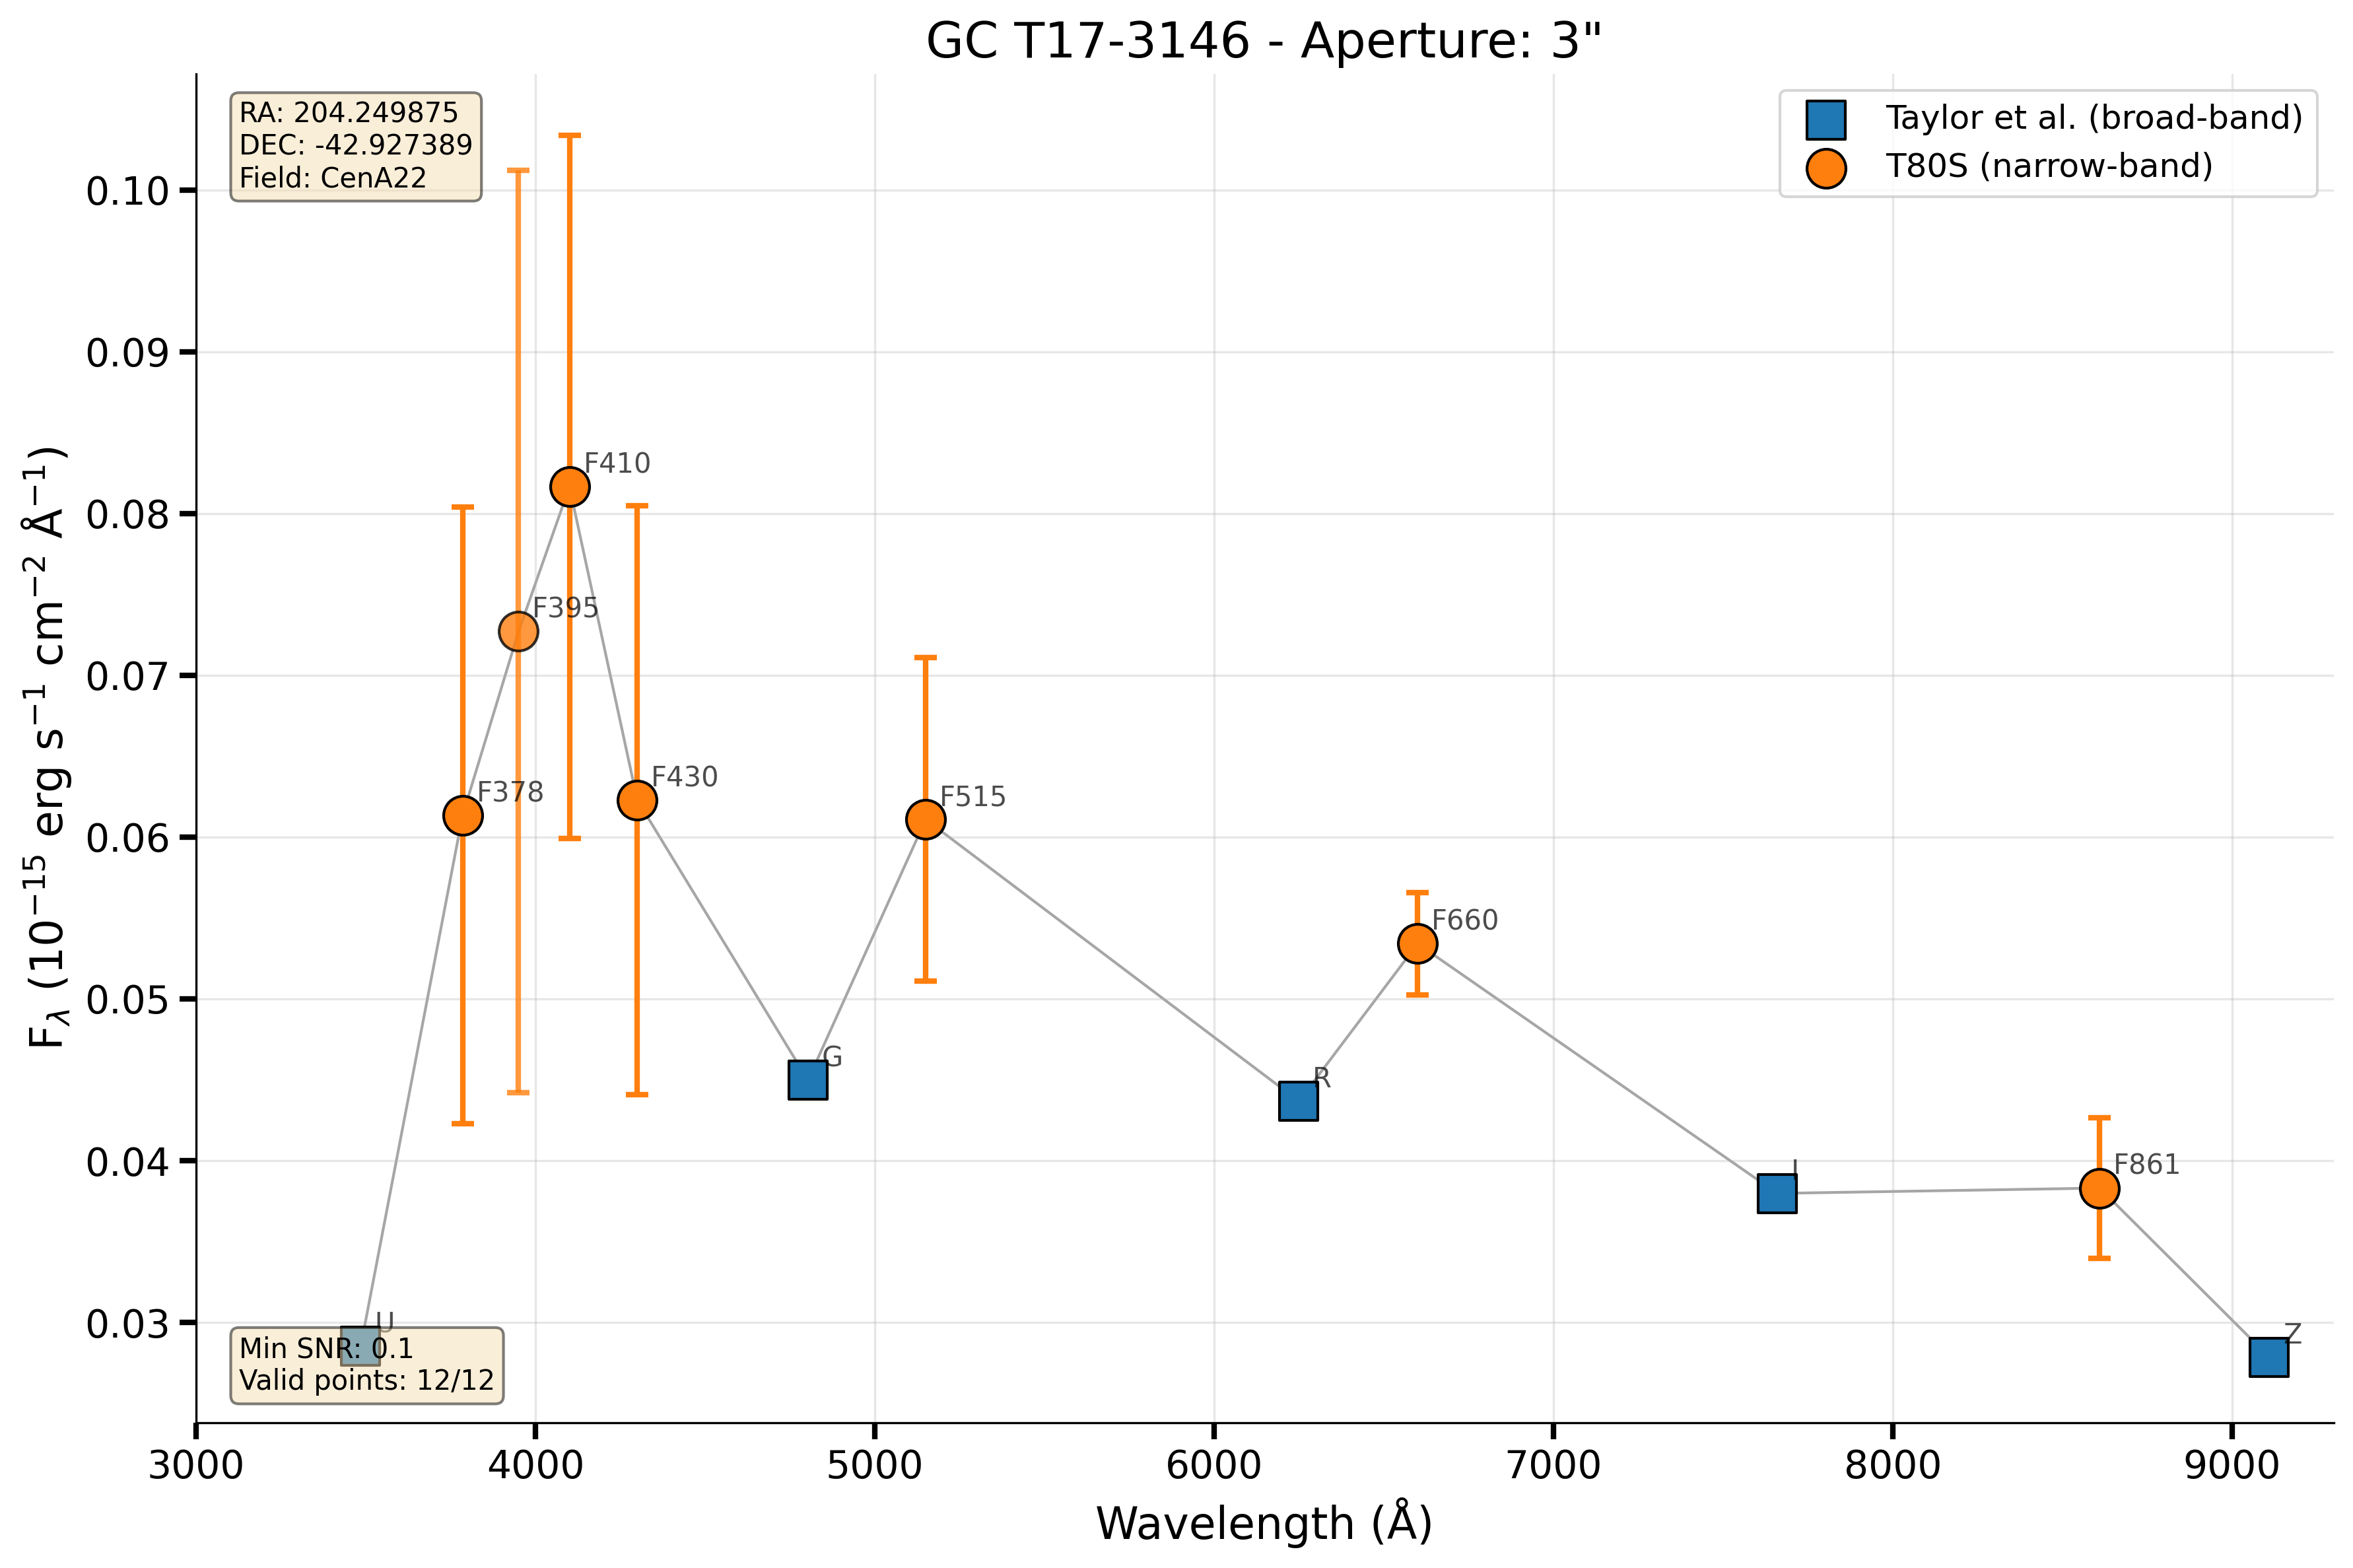 GC T17-3146 - Aperture: 3"
RA: 204.249875
DEC: -42.927389
Field: CenA22
Taylor et al. (broad-band)
T80S (narrow-band)
F$_λ$ (10$^{−15}$ erg s$^{−1}$ cm$^{−2}$ Å$^{−1}$)
0.10
0.09
0.08
0.07
0.06
0.05
0.04
0.03
U
F378
F395
F410
F430
G
F515
R
F660
I
F861
Z
Min SNR: 0.1
Valid points: 12/12
3000 4000 5000 6000 7000 8000 9000
Wavelength (Å)